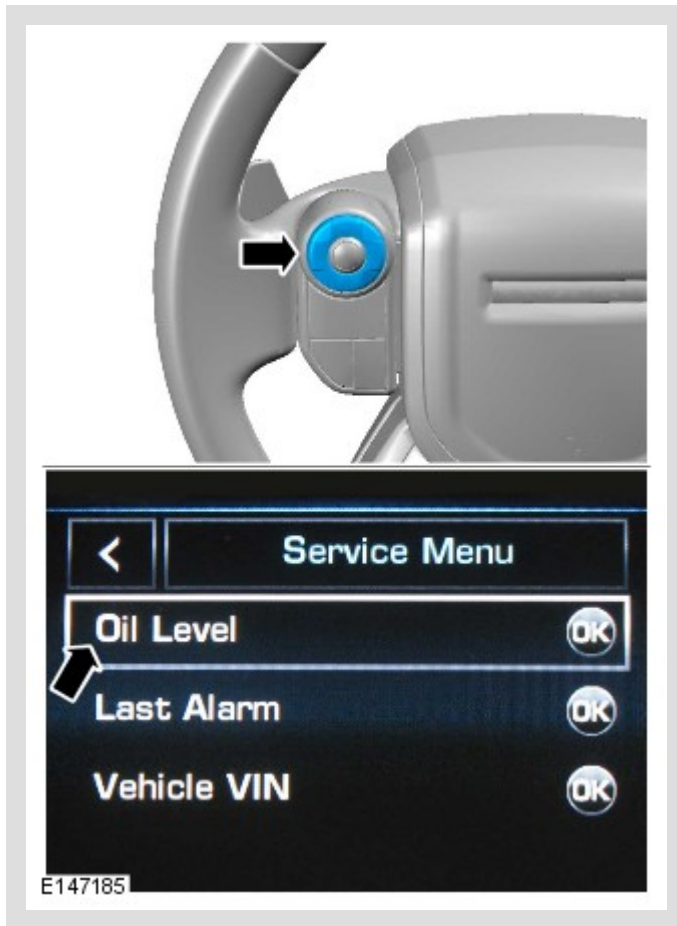 <
Service Menu
Oil Level OK
Last Alarm OK
Vehicle VIN OK
E147185